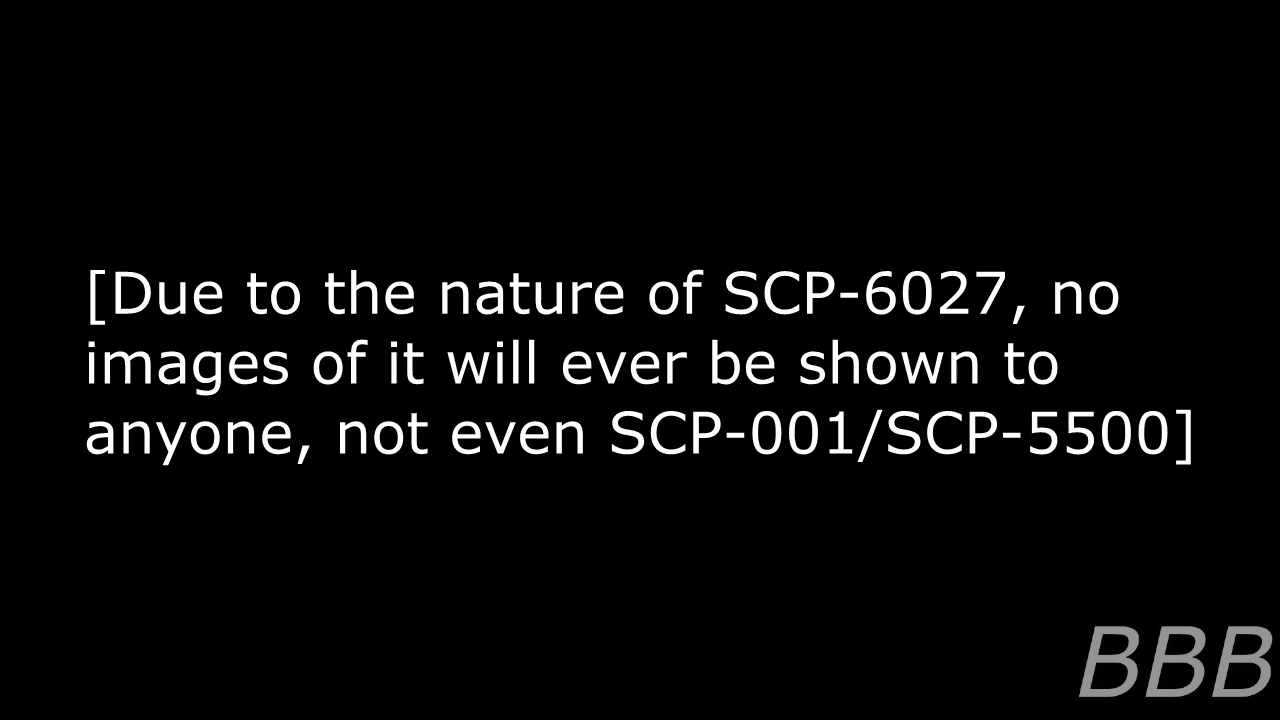 [Due to the nature of SCP-6027, no
images of it will ever be shown to
anyone, not even SCP-001/SCP-5500]
BBB